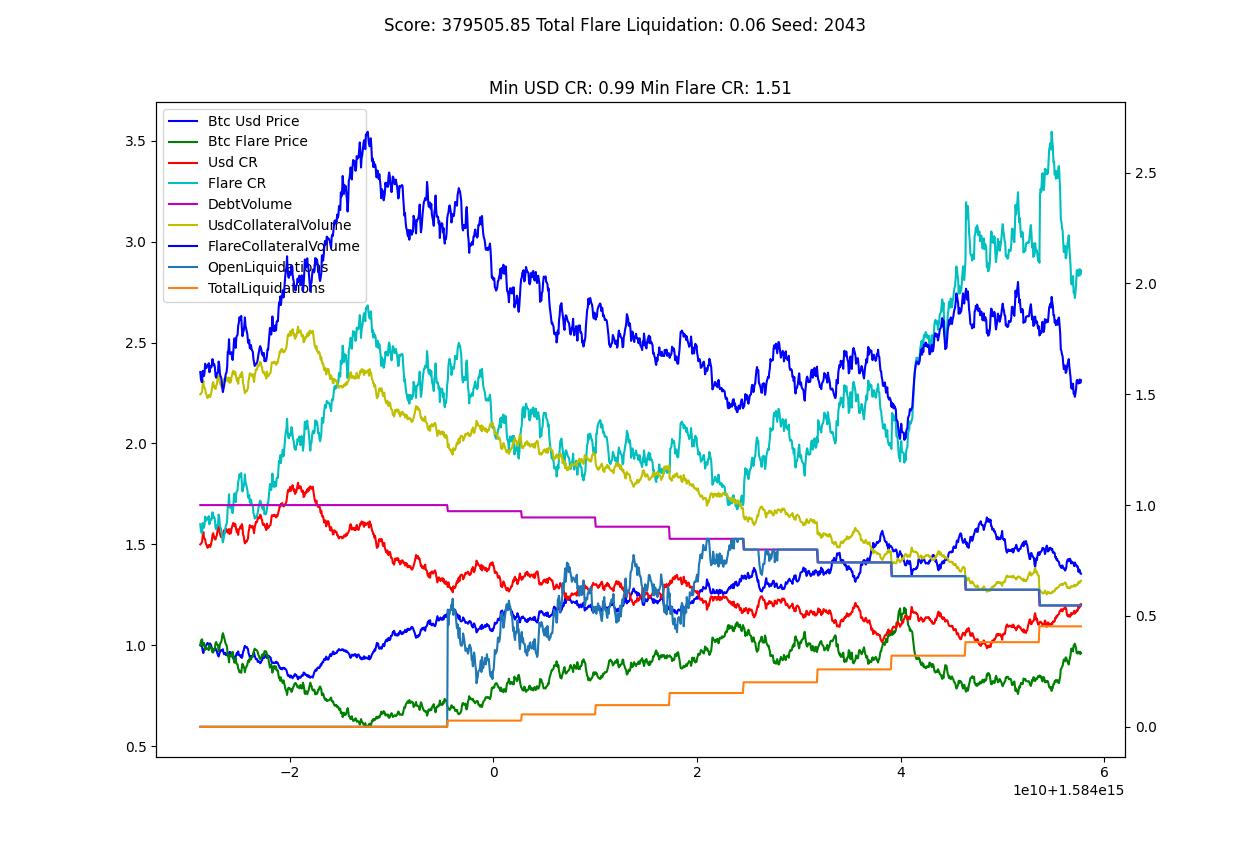 Score: 379505.85 Total Flare Liquidation: 0.06 Seed: 2043
Min USD CR: 0.99 Min Flare CR: 1.51
Btc Usd Price
Btc Flare Price
Usd CR
Flare CR
DebtVolume
UsdCollateralVolume
FlareCollateralVolume
OpenLiquidations
TotalLiquidations
3.5
3.0
2.5
2.0
1.5
1.0
0.5
2.5
2.0
1.5
1.0
0.5
0.0
−2 0 2 4 6
1e10+1.584e15